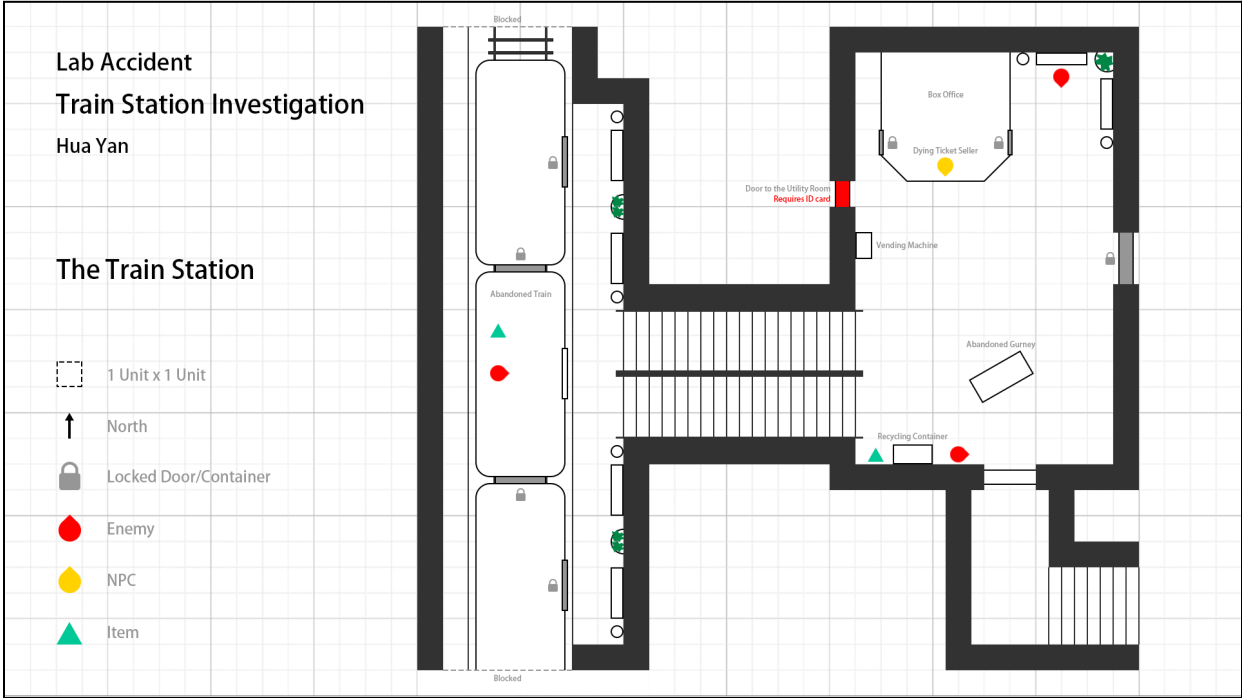 Lab Accident
Train Station Investigation
Hua Yan
The Train Station
1 Unit x 1 Unit
North
Locked Door/Container
Enemy
NPC
Item
Blocked
Abandoned Train
Blocked
Box Office
Dying Ticket Seller
Door to the Utility Room
Requires ID card
Vending Machine
Abandoned Gurney
Recycling Container